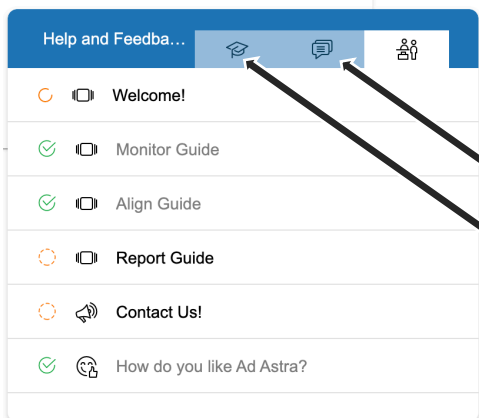 Help and Feedba...
Welcome!
Monitor Guide
Align Guide
Report Guide
Contact Us!
How do you like Ad Astra?